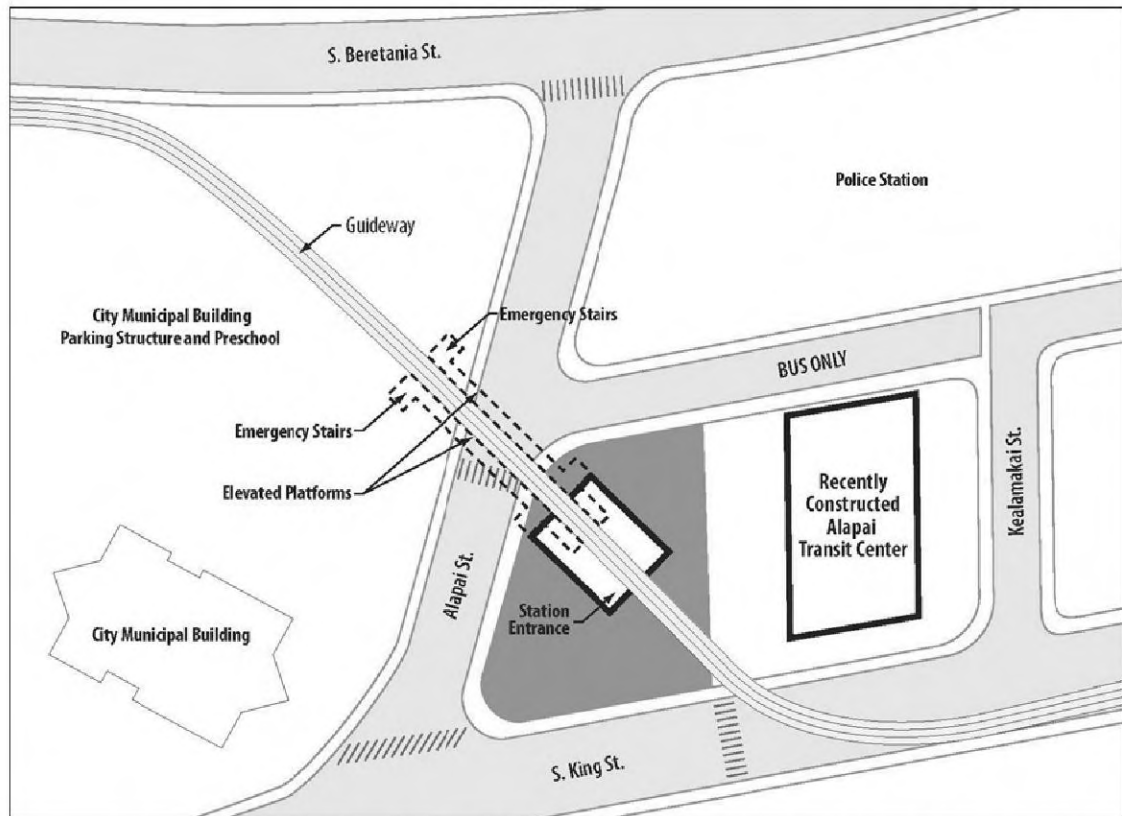 S. Beretania St.
Police Station
Guideway
City Municipal Building
Parking Structure and Preschool
Emergency Stairs
BUS ONLY
Emergency Stairs
Elevated Platforms
Recently
Constructed
Alapai
Transit Center
Kealamakai St.
Alapai St.
Station
Entrance
City Municipal Building
S. King St.